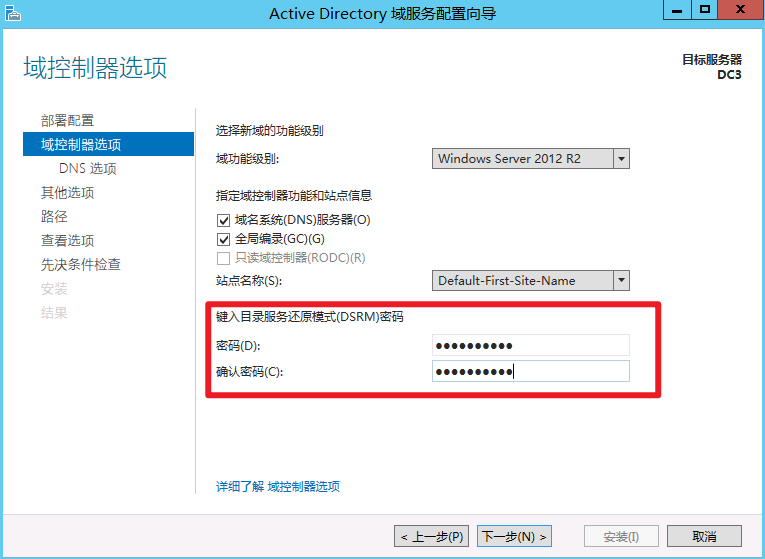 Active Directory 域服务配置向导
域控制器选项
目标服务器
DC3
部署配置
域控制器选项
DNS 选项
其他选项
路径
查看选项
先决条件检查
安装
结果
选择新域的功能级别
域功能级别: Windows Server 2012 R2
指定域控制器功能和站点信息
域名系统(DNS)服务器(O)
全局编录(GC)(G)
只读域控制器(RODC)(R)
站点名称(S): Default-First-Site-Name
键入目录服务还原模式(DSRM)密码
密码(D): ●●●●●●●●●●
确认密码(C): ●●●●●●●●●●
详细了解 域控制器选项
< 上一步(P) 下一步(N) > 安装(I) 取消